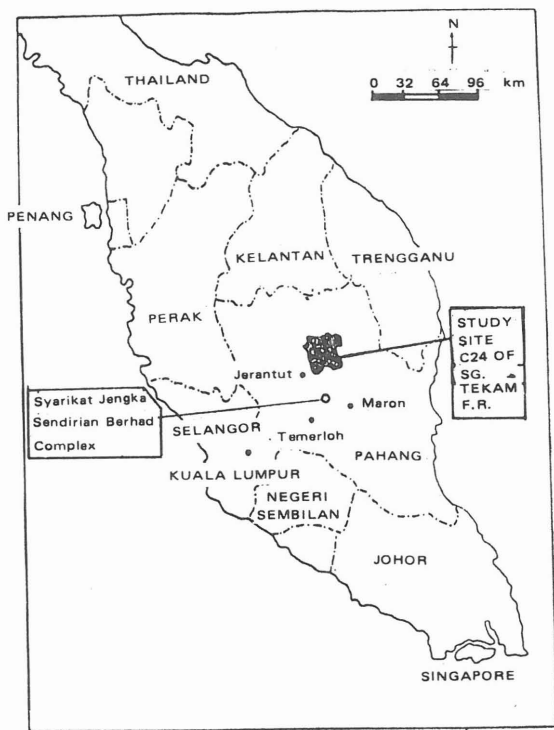 N
0 32 64 96 km
THAILAND
PENANG
KELANTAN
TRENGGANU
PERAK
STUDY
SITE
C24 OF
SG.
TEKAM
F.R.
Jerantut
Syarikat Jengka
Sendirian Berhad
Complex
Maron
SELANGOR
Temerloh
PAHANG
KUALA LUMPUR
NEGERI
SEMBILAN
JOHOR
SINGAPORE